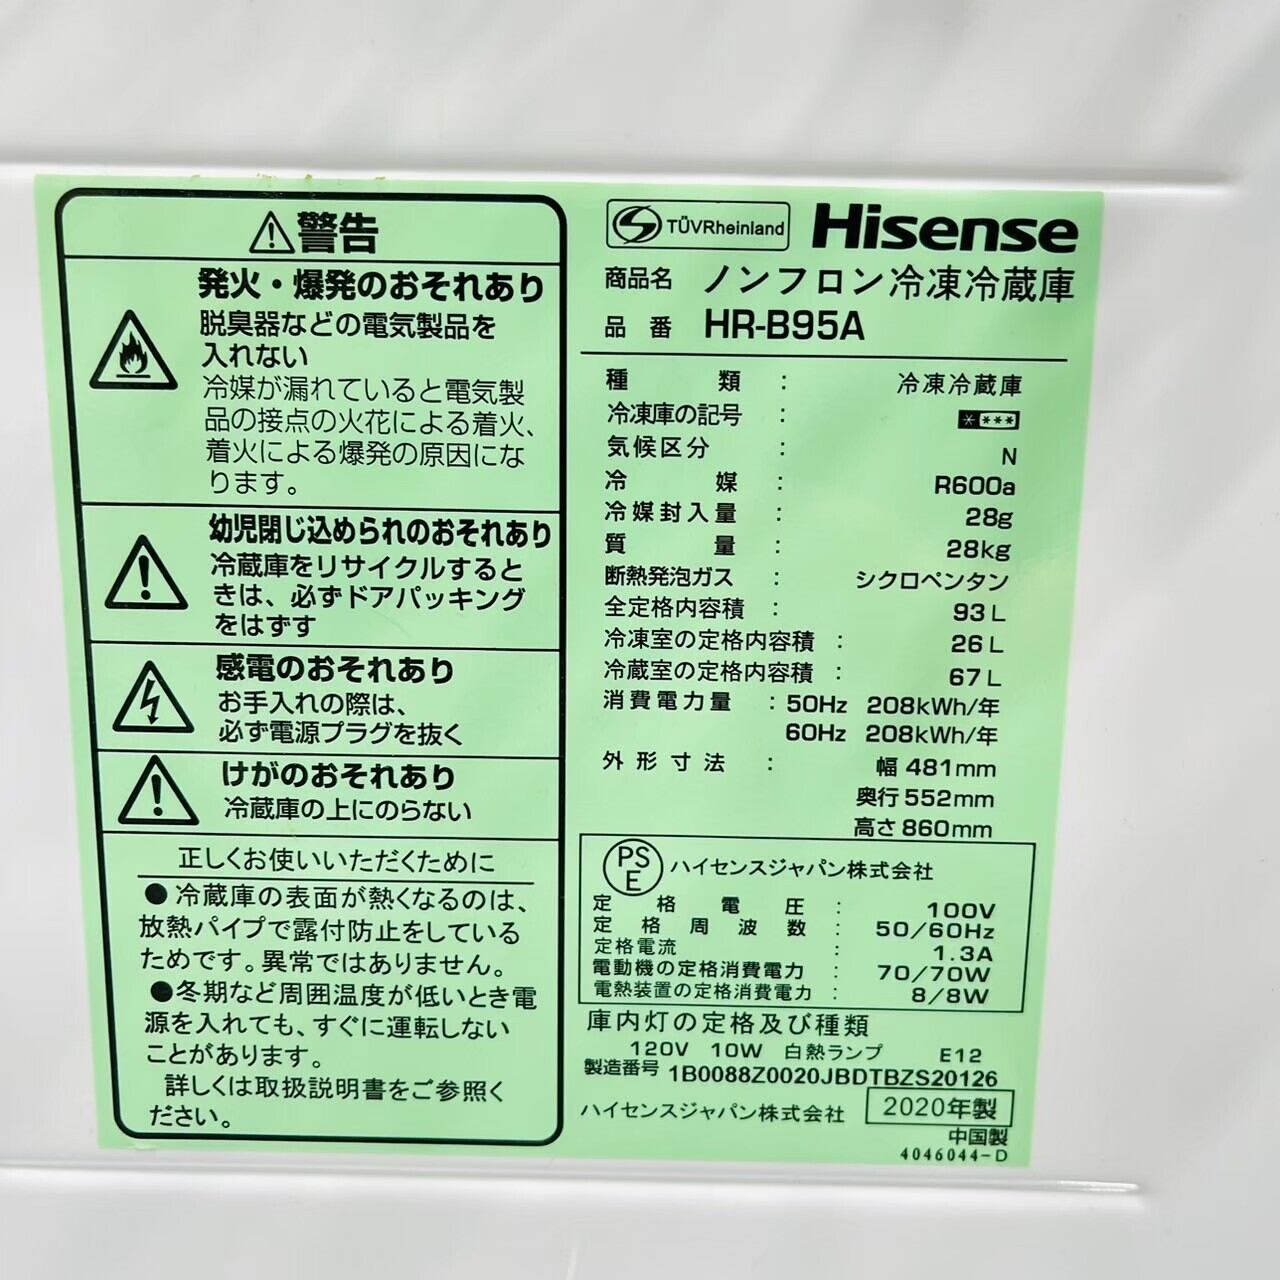 ⚠警告
発火・爆発のおそれあり
脱臭器などの電気製品を
入れない
冷媒が漏れていると電気製
品の接点の火花による着火、
着火による爆発の原因にな
ります。
幼児閉じ込められのおそれあり
冷蔵庫をリサイクルすると
きは、必ずドアパッキング
をはずす
感電のおそれあり
お手入れの際は、
必ず電源プラグを抜く
けがのおそれあり
冷蔵庫の上にのらない
正しくお使いいただくために
●冷蔵庫の表面が熱くなるのは、
放熱パイプで露付防止をしている
ためです。異常ではありません。
●冬期など周囲温度が低いとき電
源を入れても、すぐに運転しない
ことがあります。
詳しくは取扱説明書をご参照く
ださい。
TÜVRheinland Hisense
商品名 ノンフロン冷凍冷蔵庫
品番 HR-B95A
種類 : 冷凍冷蔵庫
冷凍庫の記号 : ****
気候区分 : N
冷媒 : R600a
冷媒封入量 : 28g
質量 : 28kg
断熱発泡ガス : シクロペンタン
全定格内容積 : 93L
冷凍室の定格内容積 : 26L
冷蔵室の定格内容積 : 67L
消費電力量 : 50Hz 208kWh/年
60Hz 208kWh/年
外形寸法 : 幅 481mm
奥行 552mm
高さ 860mm
PSE ハイセンスジャパン株式会社
定格電圧 : 100V
定格周波数 : 50/60Hz
定格電流 : 1.3A
電動機の定格消費電力 : 70/70W
電熱装置の定格消費電力 : 8/8W
庫内灯の定格及び種類
120V 10W 白熱ランプ E12
製造番号 1B0088Z0020JBDTBZS20126
ハイセンスジャパン株式会社 2020年製
中国製
4046044-D